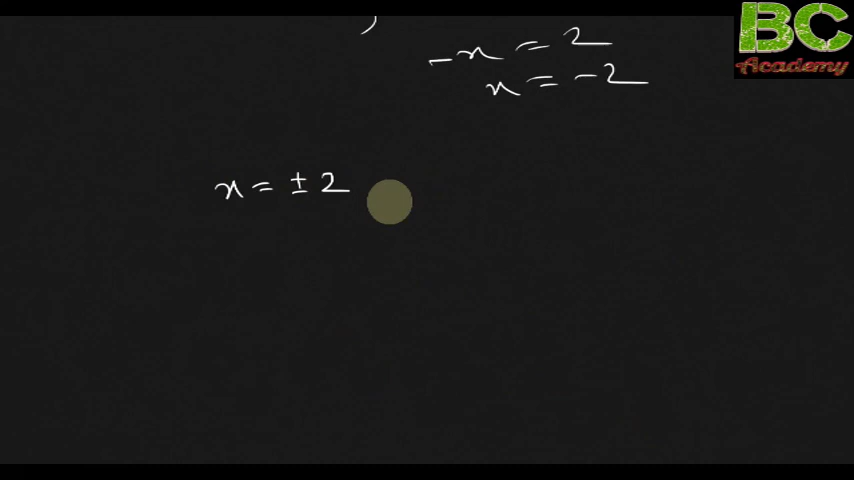 BC
Academy
-x = 2
x = -2
x = ± 2